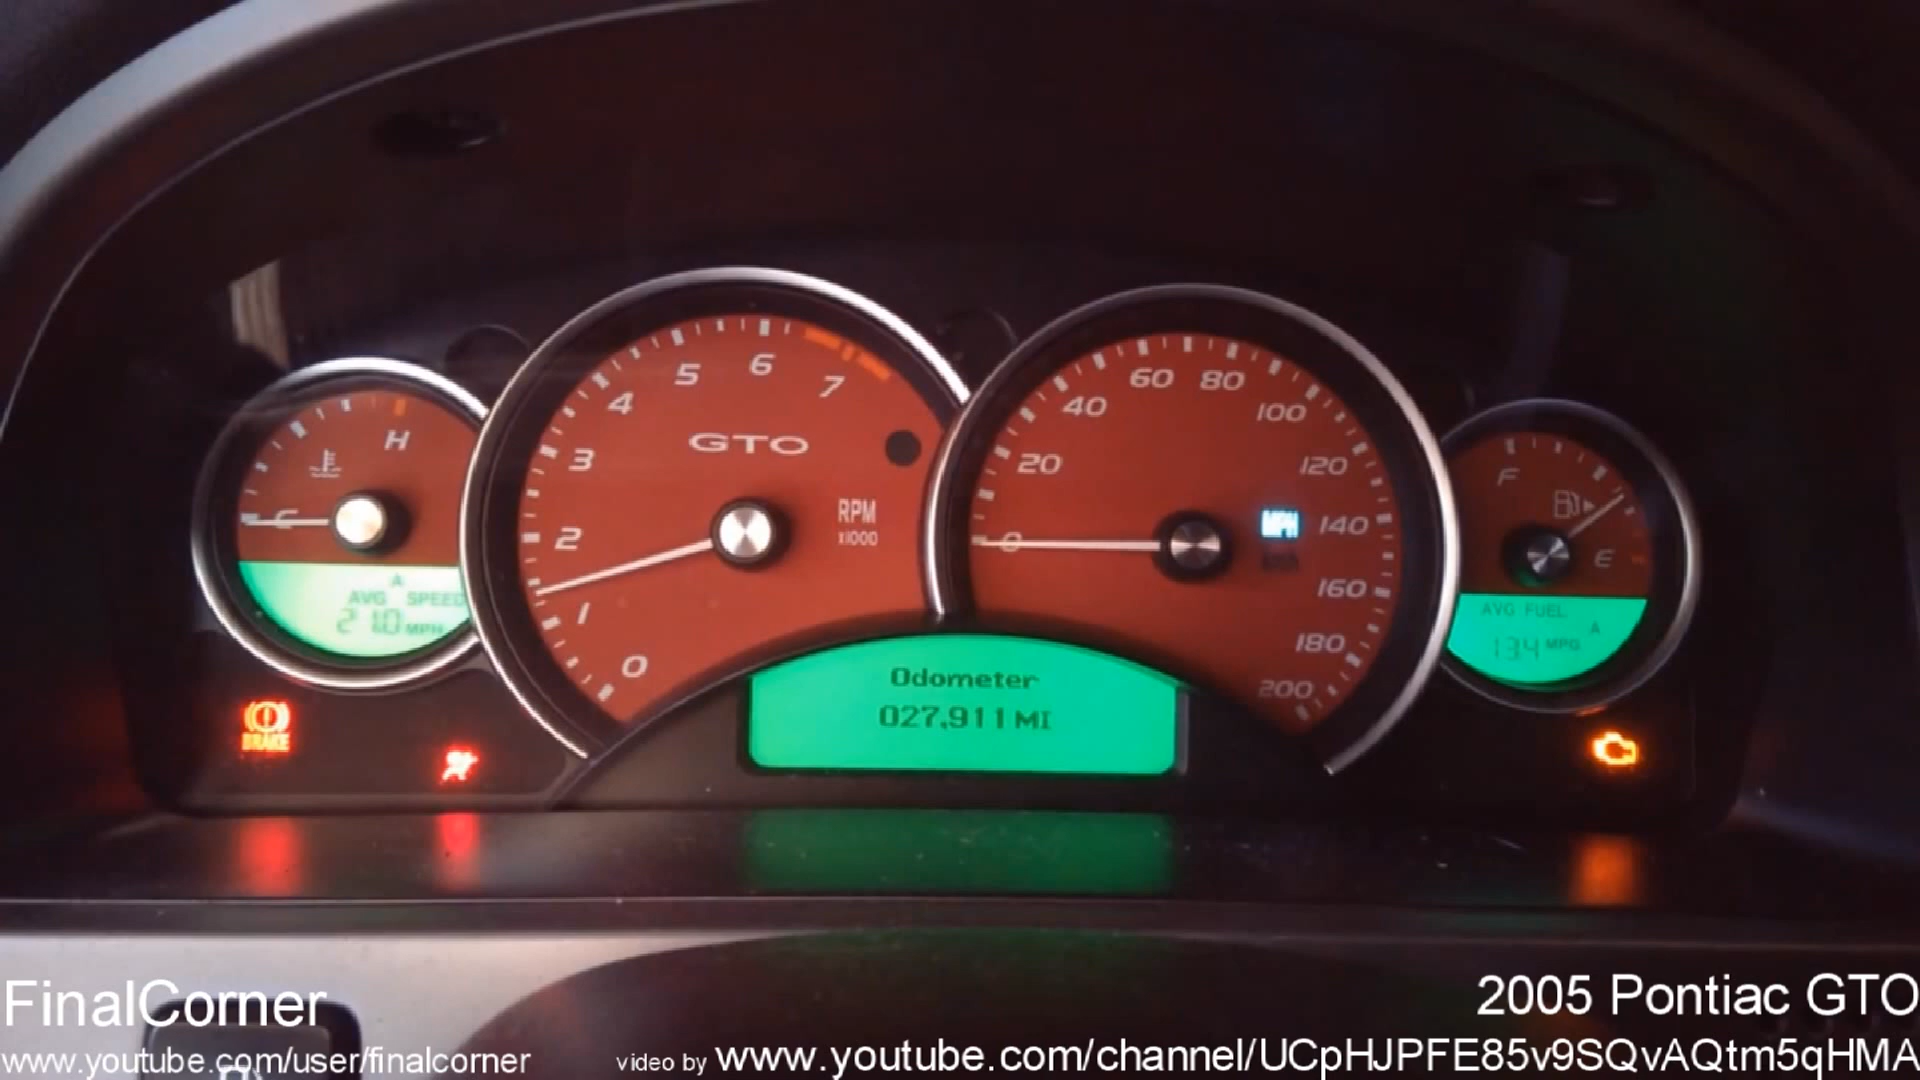 5 6 7
4
3
2
1
0
GTO
RPM
x1000
60 80
40 100
20 120
0 MPH 140
160
180
200
H
C
A
AVG SPEED
21.0 MPH
F
E
AVG FUEL
A
13.4 MPG
Odometer
027,911 MI
BRAKE
FinalCorner
www.youtube.com/user/finalcorner
2005 Pontiac GTO
video by www.youtube.com/channel/UCpHJPFE85v9SQvAQtm5qHMA